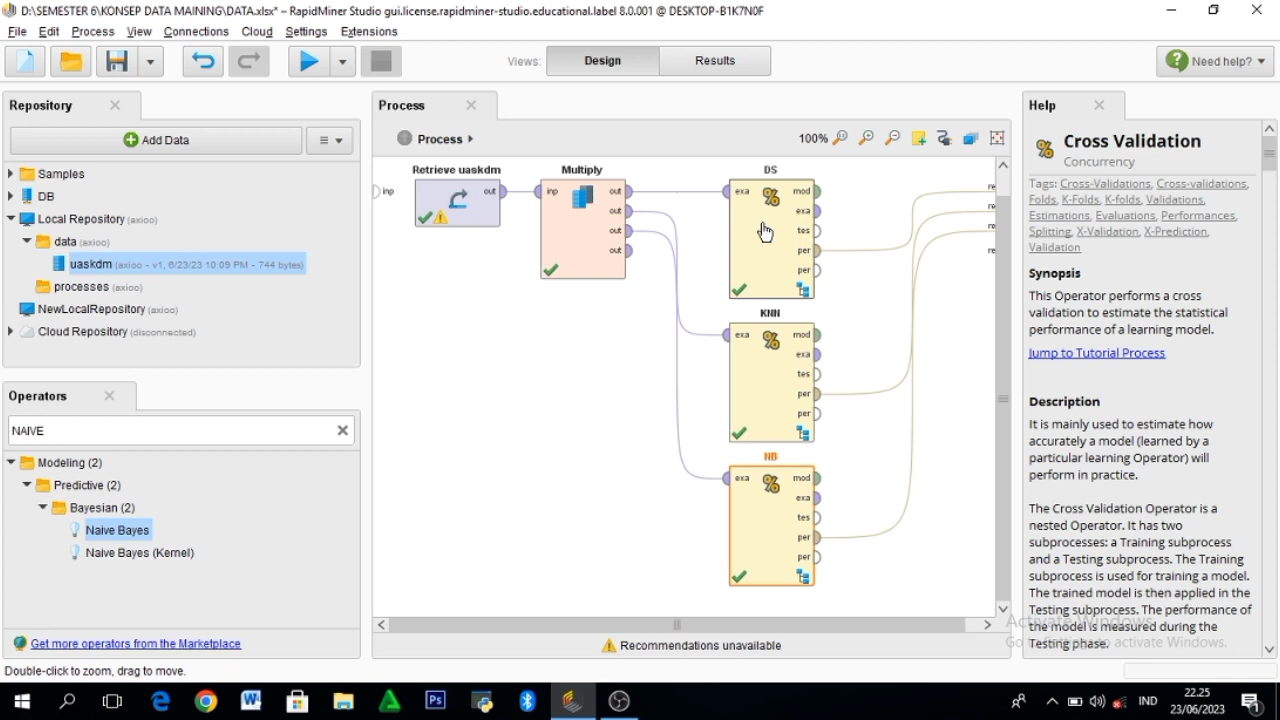 D:\SEMESTER 6\KONSEP DATA MAINING\DATA.xlsx* – RapidMiner Studio gui.license.rapidminer-studio.educational.label 8.0.001 @ DESKTOP-B1K7N0F
File Edit Process View Connections Cloud Settings Extensions
Views: Design Results Need help?
Repository
Add Data
Samples
DB
Local Repository (axioo)
data (axioo)
uaskdm (axioo - v1, 6/23/23 10:09 PM - 744 bytes)
processes (axioo)
NewLocalRepository (axioo)
Cloud Repository (disconnected)
Operators
NAIVE
Modeling (2)
Predictive (2)
Bayesian (2)
Naive Bayes
Naive Bayes (Kernel)
Get more operators from the Marketplace
Process
Process
100%
inp
Retrieve uaskdm
out
Multiply
inp out
out
out
out
DS
exa mod
exa
tes
per
per
KNN
exa mod
exa
tes
per
per
NB
exa mod
exa
tes
per
per
re
re
re
re
Recommendations unavailable
Help
Cross Validation
Concurrency
Tags: Cross-Validations, Cross-validations,
Folds, K-Folds, K-folds, Validations,
Estimations, Evaluations, Performances,
Splitting, X-Validation, X-Prediction,
Validation
Synopsis
This Operator performs a cross
validation to estimate the statistical
performance of a learning model.
Jump to Tutorial Process
Description
It is mainly used to estimate how
accurately a model (learned by a
particular learning Operator) will
perform in practice.
The Cross Validation Operator is a
nested Operator. It has two
subprocesses: a Training subprocess
and a Testing subprocess. The Training
subprocess is used for training a model.
The trained model is then applied in the
Testing subprocess. The performance of
the model is measured during the
Testing phase.
Activate Windows
Go to Settings to activate Windows.
Double-click to zoom, drag to move.
IND
22.25
23/06/2023